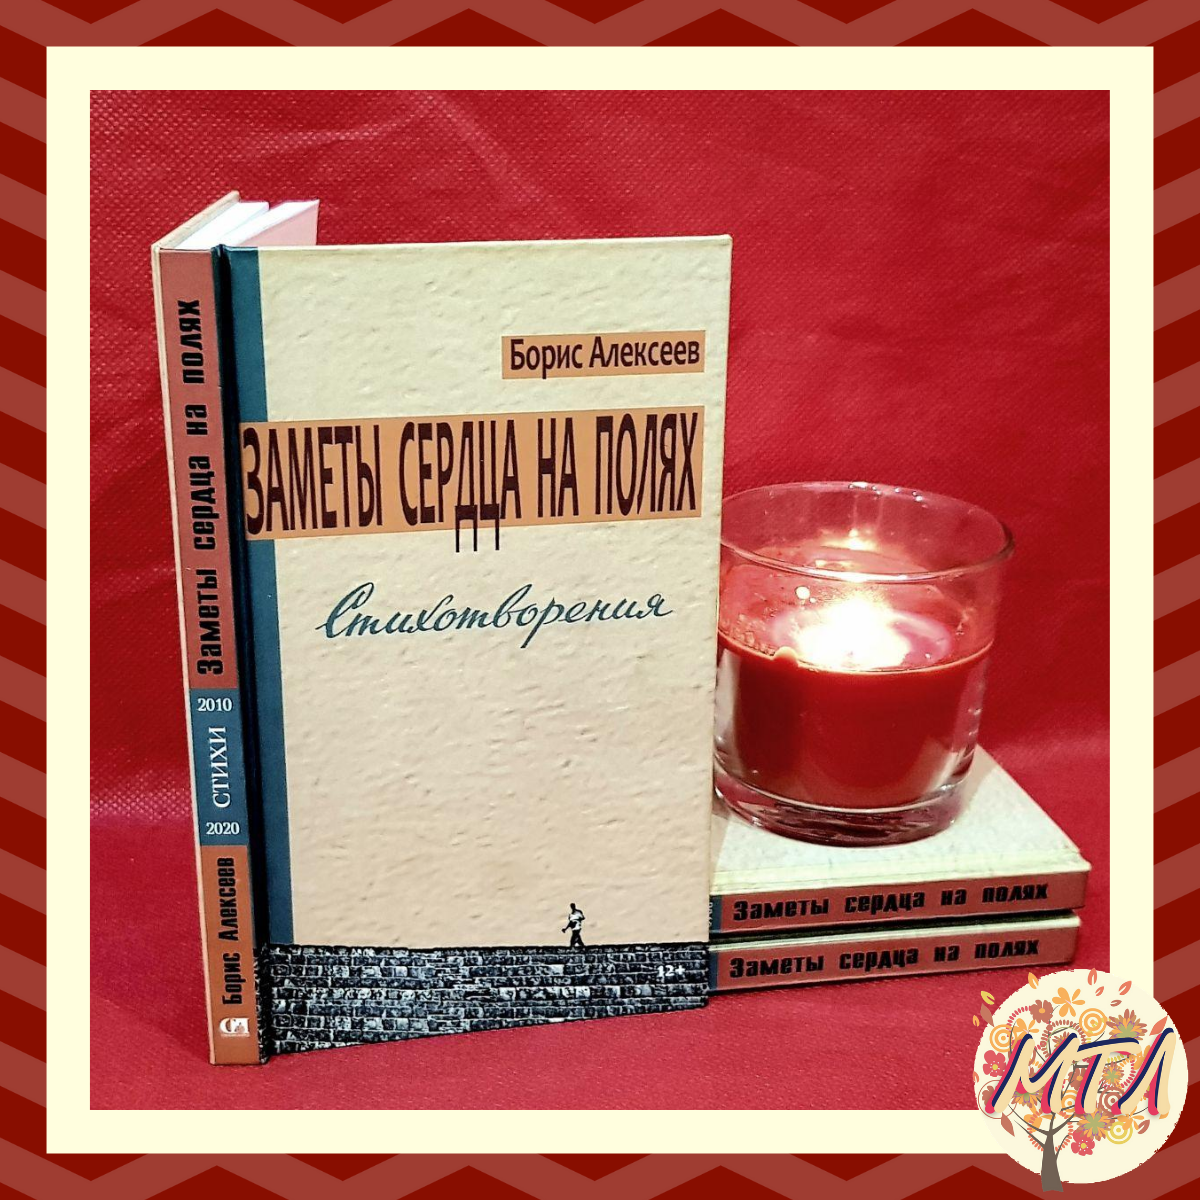 Борис Алексеев
ЗАМЕТЫ СЕРДЦА НА ПОЛЯХ
Стихотворения
12+
Заметы сердца на полях
2010
СТИХИ
2020
Борис Алексеев
СА
Заметы сердца на полях
Заметы сердца на полях
МТЛ